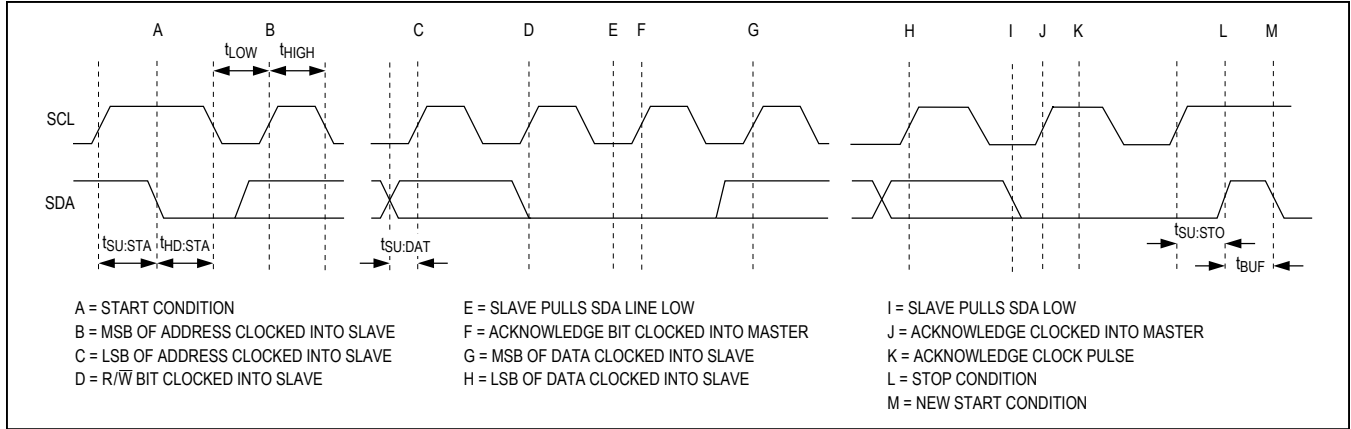 A B C D E F G H I J K L M
tLOW tHIGH
SCL
SDA
tSU:STA tHD:STA tSU:DAT tSU:STO
tBUF
A = START CONDITION
B = MSB OF ADDRESS CLOCKED INTO SLAVE
C = LSB OF ADDRESS CLOCKED INTO SLAVE
D = R/W̅ BIT CLOCKED INTO SLAVE
E = SLAVE PULLS SDA LINE LOW
F = ACKNOWLEDGE BIT CLOCKED INTO MASTER
G = MSB OF DATA CLOCKED INTO SLAVE
H = LSB OF DATA CLOCKED INTO SLAVE
I = SLAVE PULLS SDA LOW
J = ACKNOWLEDGE CLOCKED INTO MASTER
K = ACKNOWLEDGE CLOCK PULSE
L = STOP CONDITION
M = NEW START CONDITION